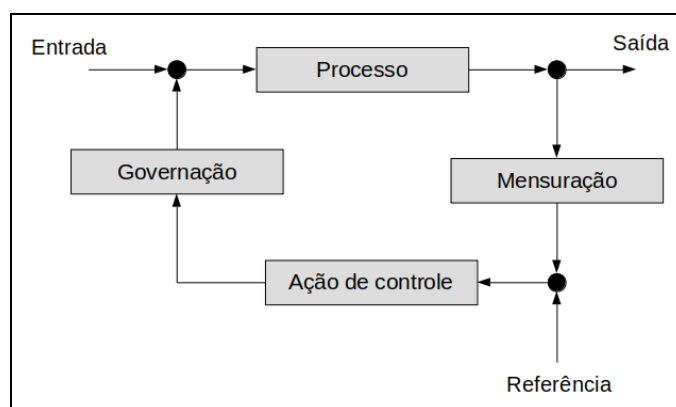 Entrada
Saída
Processo
Governação
Mensuração
Ação de controle
Referência